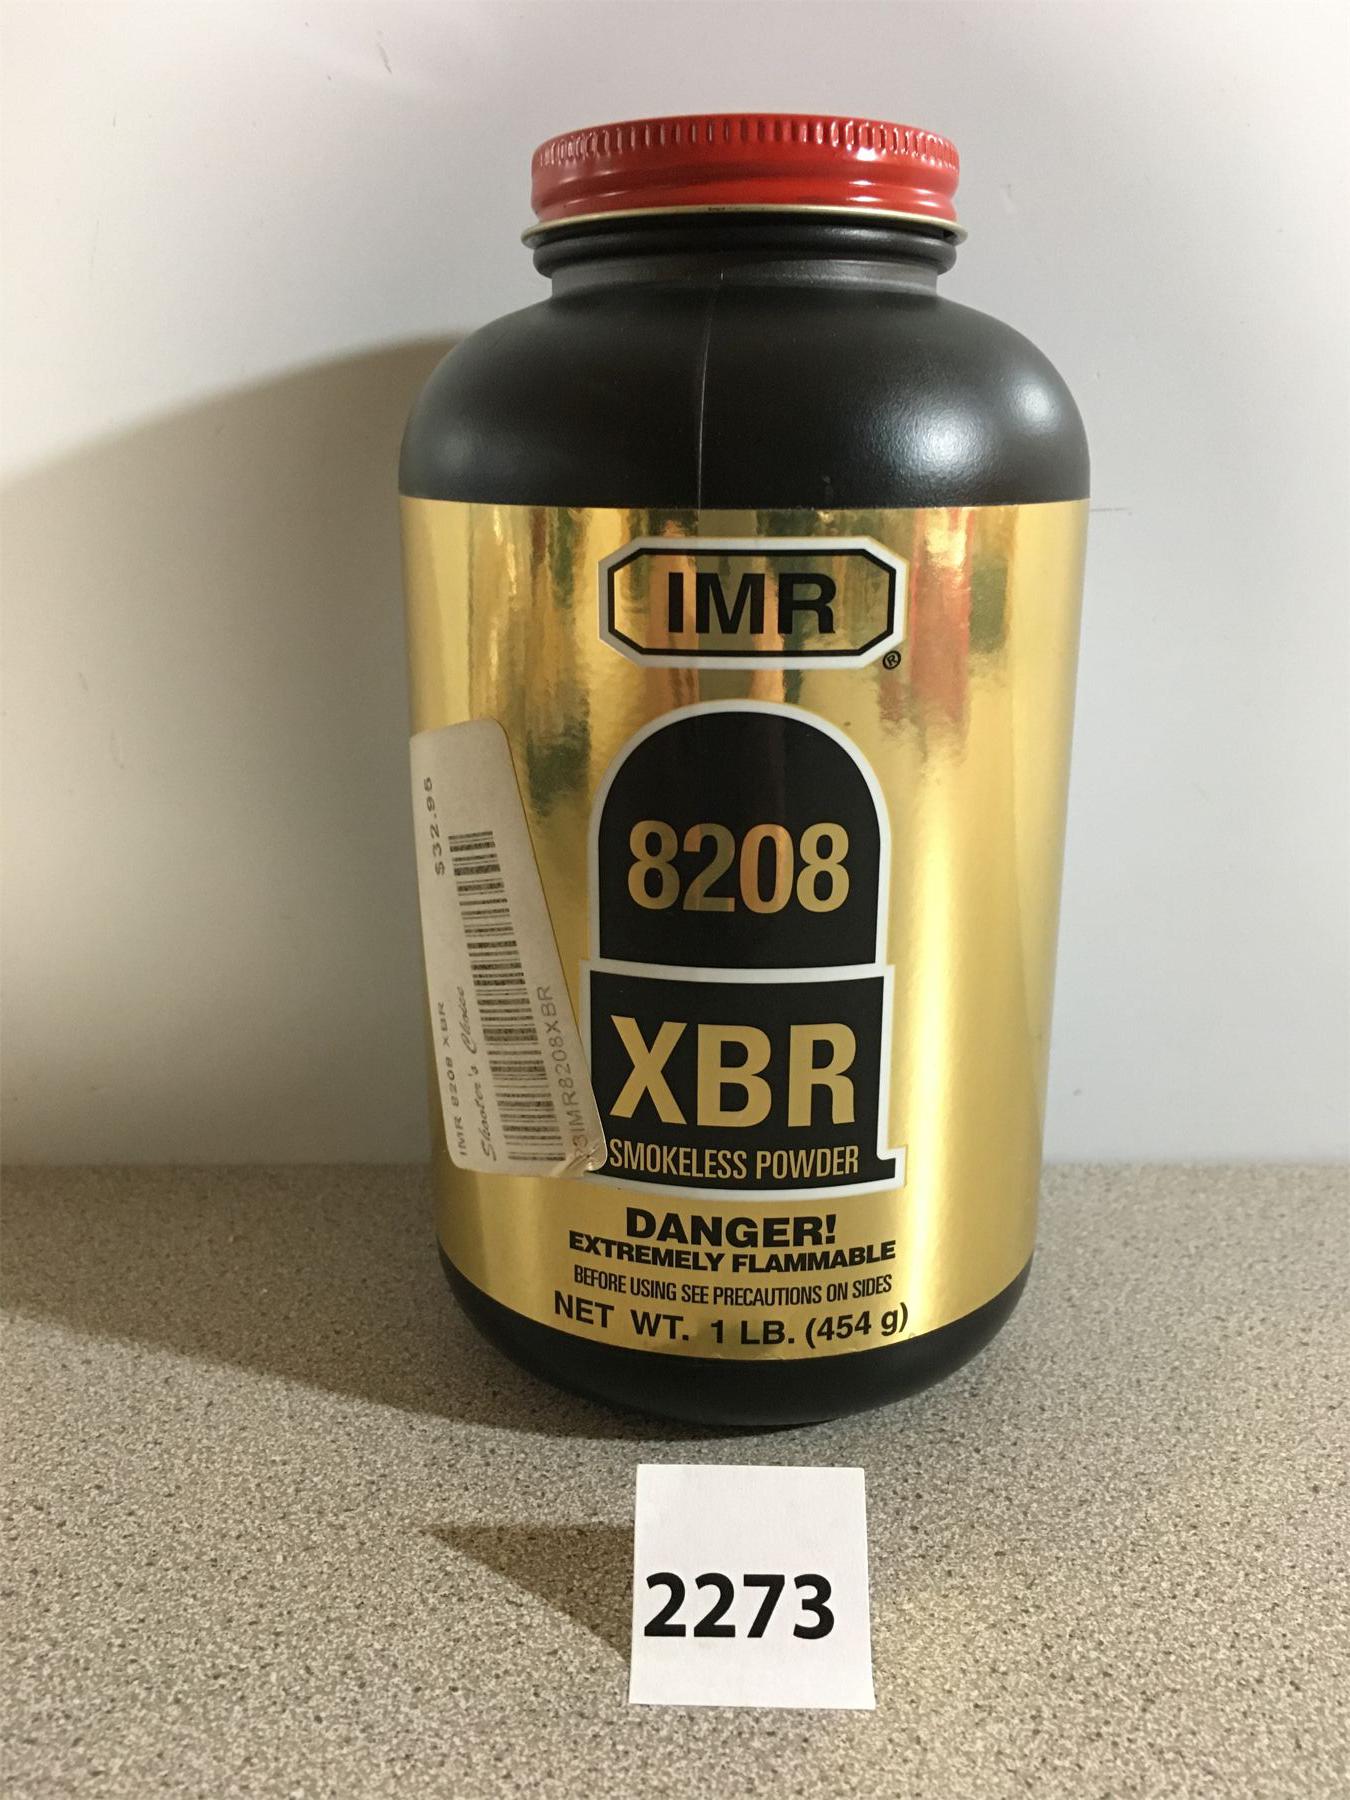 IMR
®
8208
XBR
SMOKELESS POWDER
DANGER!
EXTREMELY FLAMMABLE
BEFORE USING SEE PRECAUTIONS ON SIDES
NET WT. 1 LB. (454 g)
$32.95
IMR 8208 XBR
Shooter's Choice
3IMR8208XBR
2273